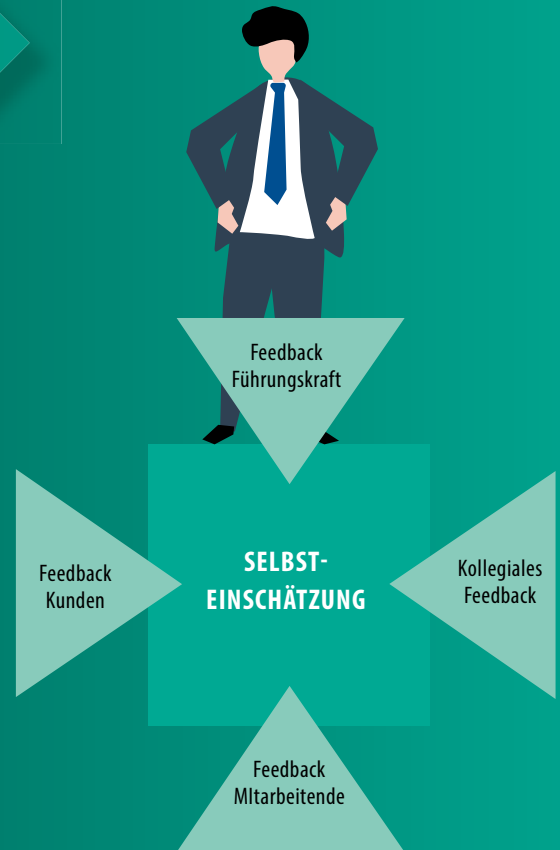 Feedback
Führungskraft
Feedback
Kunden
SELBST-
EINSCHÄTZUNG
Kollegiales
Feedback
Feedback
MItarbeitende